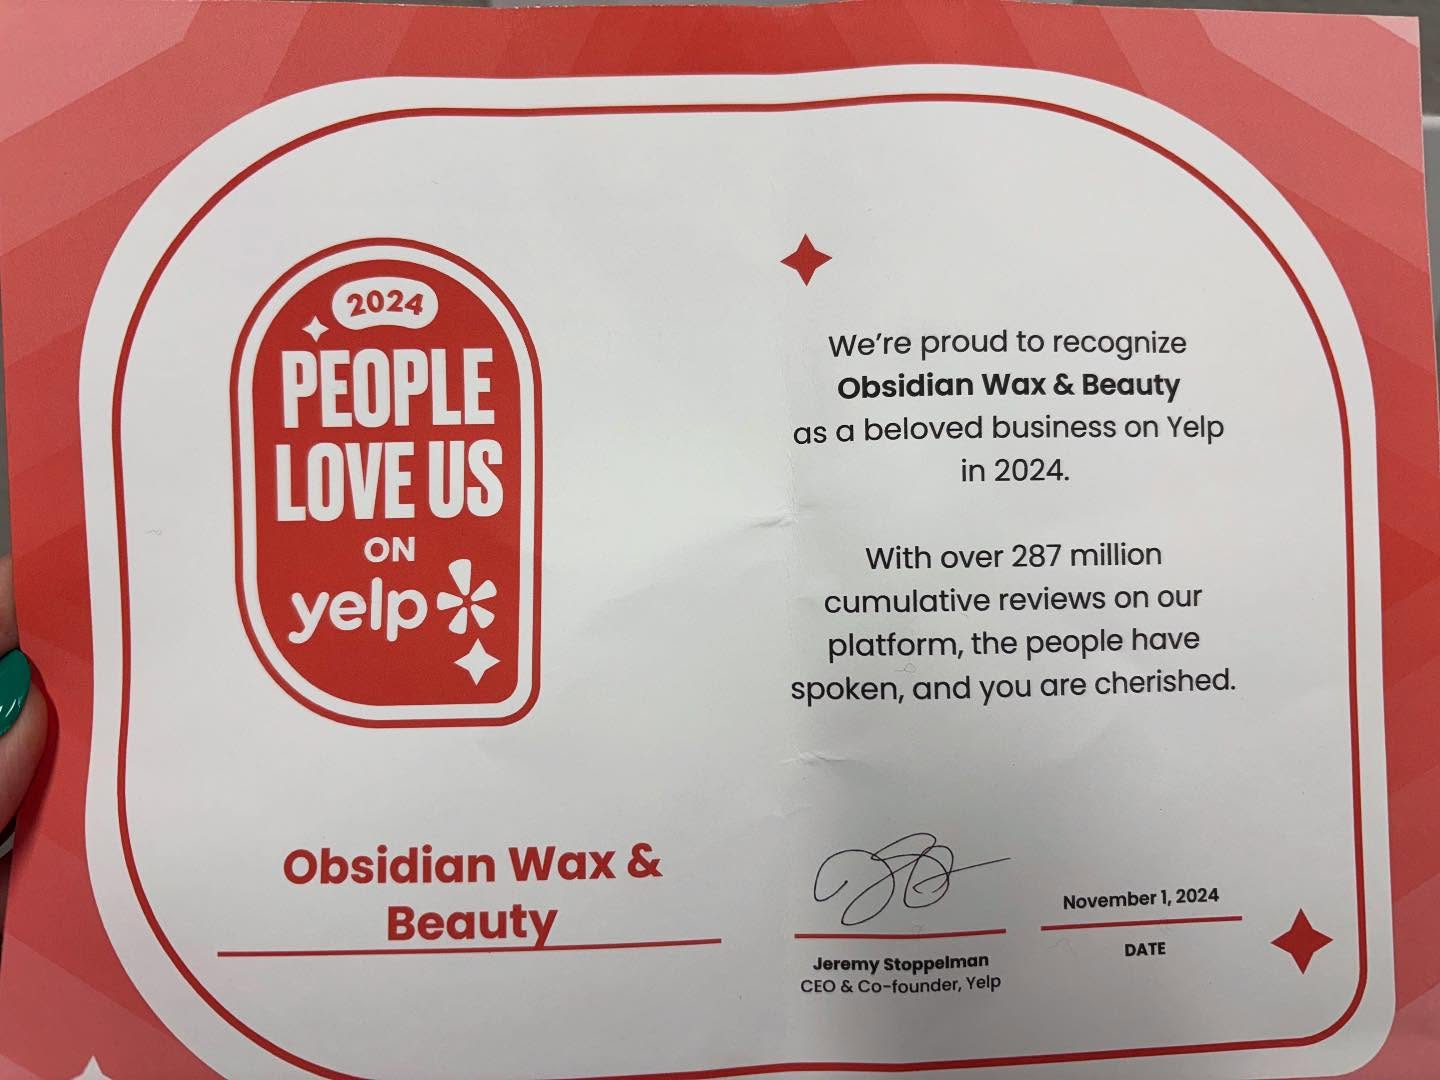 2024
PEOPLE
LOVE US
ON
yelp
Obsidian Wax &
Beauty
We're proud to recognize
Obsidian Wax & Beauty
as a beloved business on Yelp
in 2024.
With over 287 million
cumulative reviews on our
platform, the people have
spoken, and you are cherished.
Jeremy Stoppelman
CEO & Co-founder, Yelp
November 1, 2024
DATE